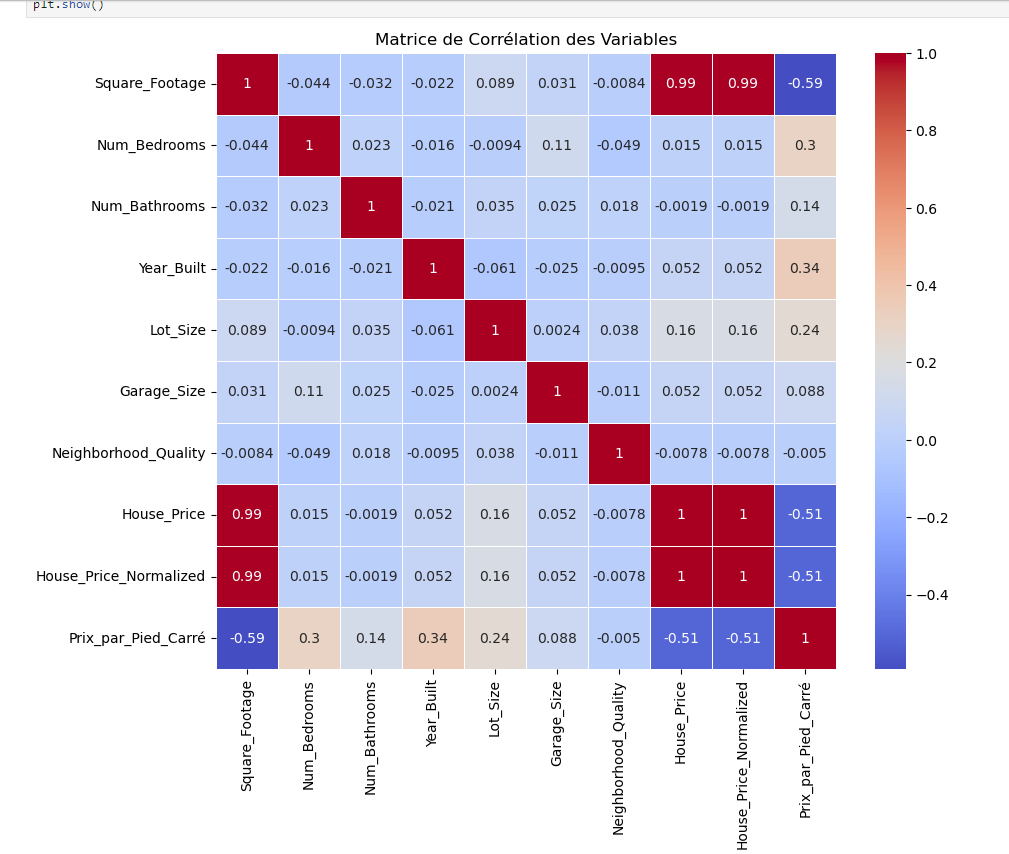 plt.show()
Matrice de Corrélation des Variables
Square_Footage 1 -0.044 -0.032 -0.022 0.089 0.031 -0.0084 0.99 0.99 -0.59
Num_Bedrooms -0.044 1 0.023 -0.016 -0.0094 0.11 -0.049 0.015 0.015 0.3
Num_Bathrooms -0.032 0.023 1 -0.021 0.035 0.025 0.018 -0.0019 -0.0019 0.14
Year_Built -0.022 -0.016 -0.021 1 -0.061 -0.025 -0.0095 0.052 0.052 0.34
Lot_Size 0.089 -0.0094 0.035 -0.061 1 0.0024 0.038 0.16 0.16 0.24
Garage_Size 0.031 0.11 0.025 -0.025 0.0024 1 -0.011 0.052 0.052 0.088
Neighborhood_Quality -0.0084 -0.049 0.018 -0.0095 0.038 -0.011 1 -0.0078 -0.0078 -0.005
House_Price 0.99 0.015 -0.0019 0.052 0.16 0.052 -0.0078 1 1 -0.51
House_Price_Normalized 0.99 0.015 -0.0019 0.052 0.16 0.052 -0.0078 1 1 -0.51
Prix_par_Pied_Carré -0.59 0.3 0.14 0.34 0.24 0.088 -0.005 -0.51 -0.51 1
Square_Footage
Num_Bedrooms
Num_Bathrooms
Year_Built
Lot_Size
Garage_Size
Neighborhood_Quality
House_Price
House_Price_Normalized
Prix_par_Pied_Carré
1.0
0.8
0.6
0.4
0.2
0.0
−0.2
−0.4